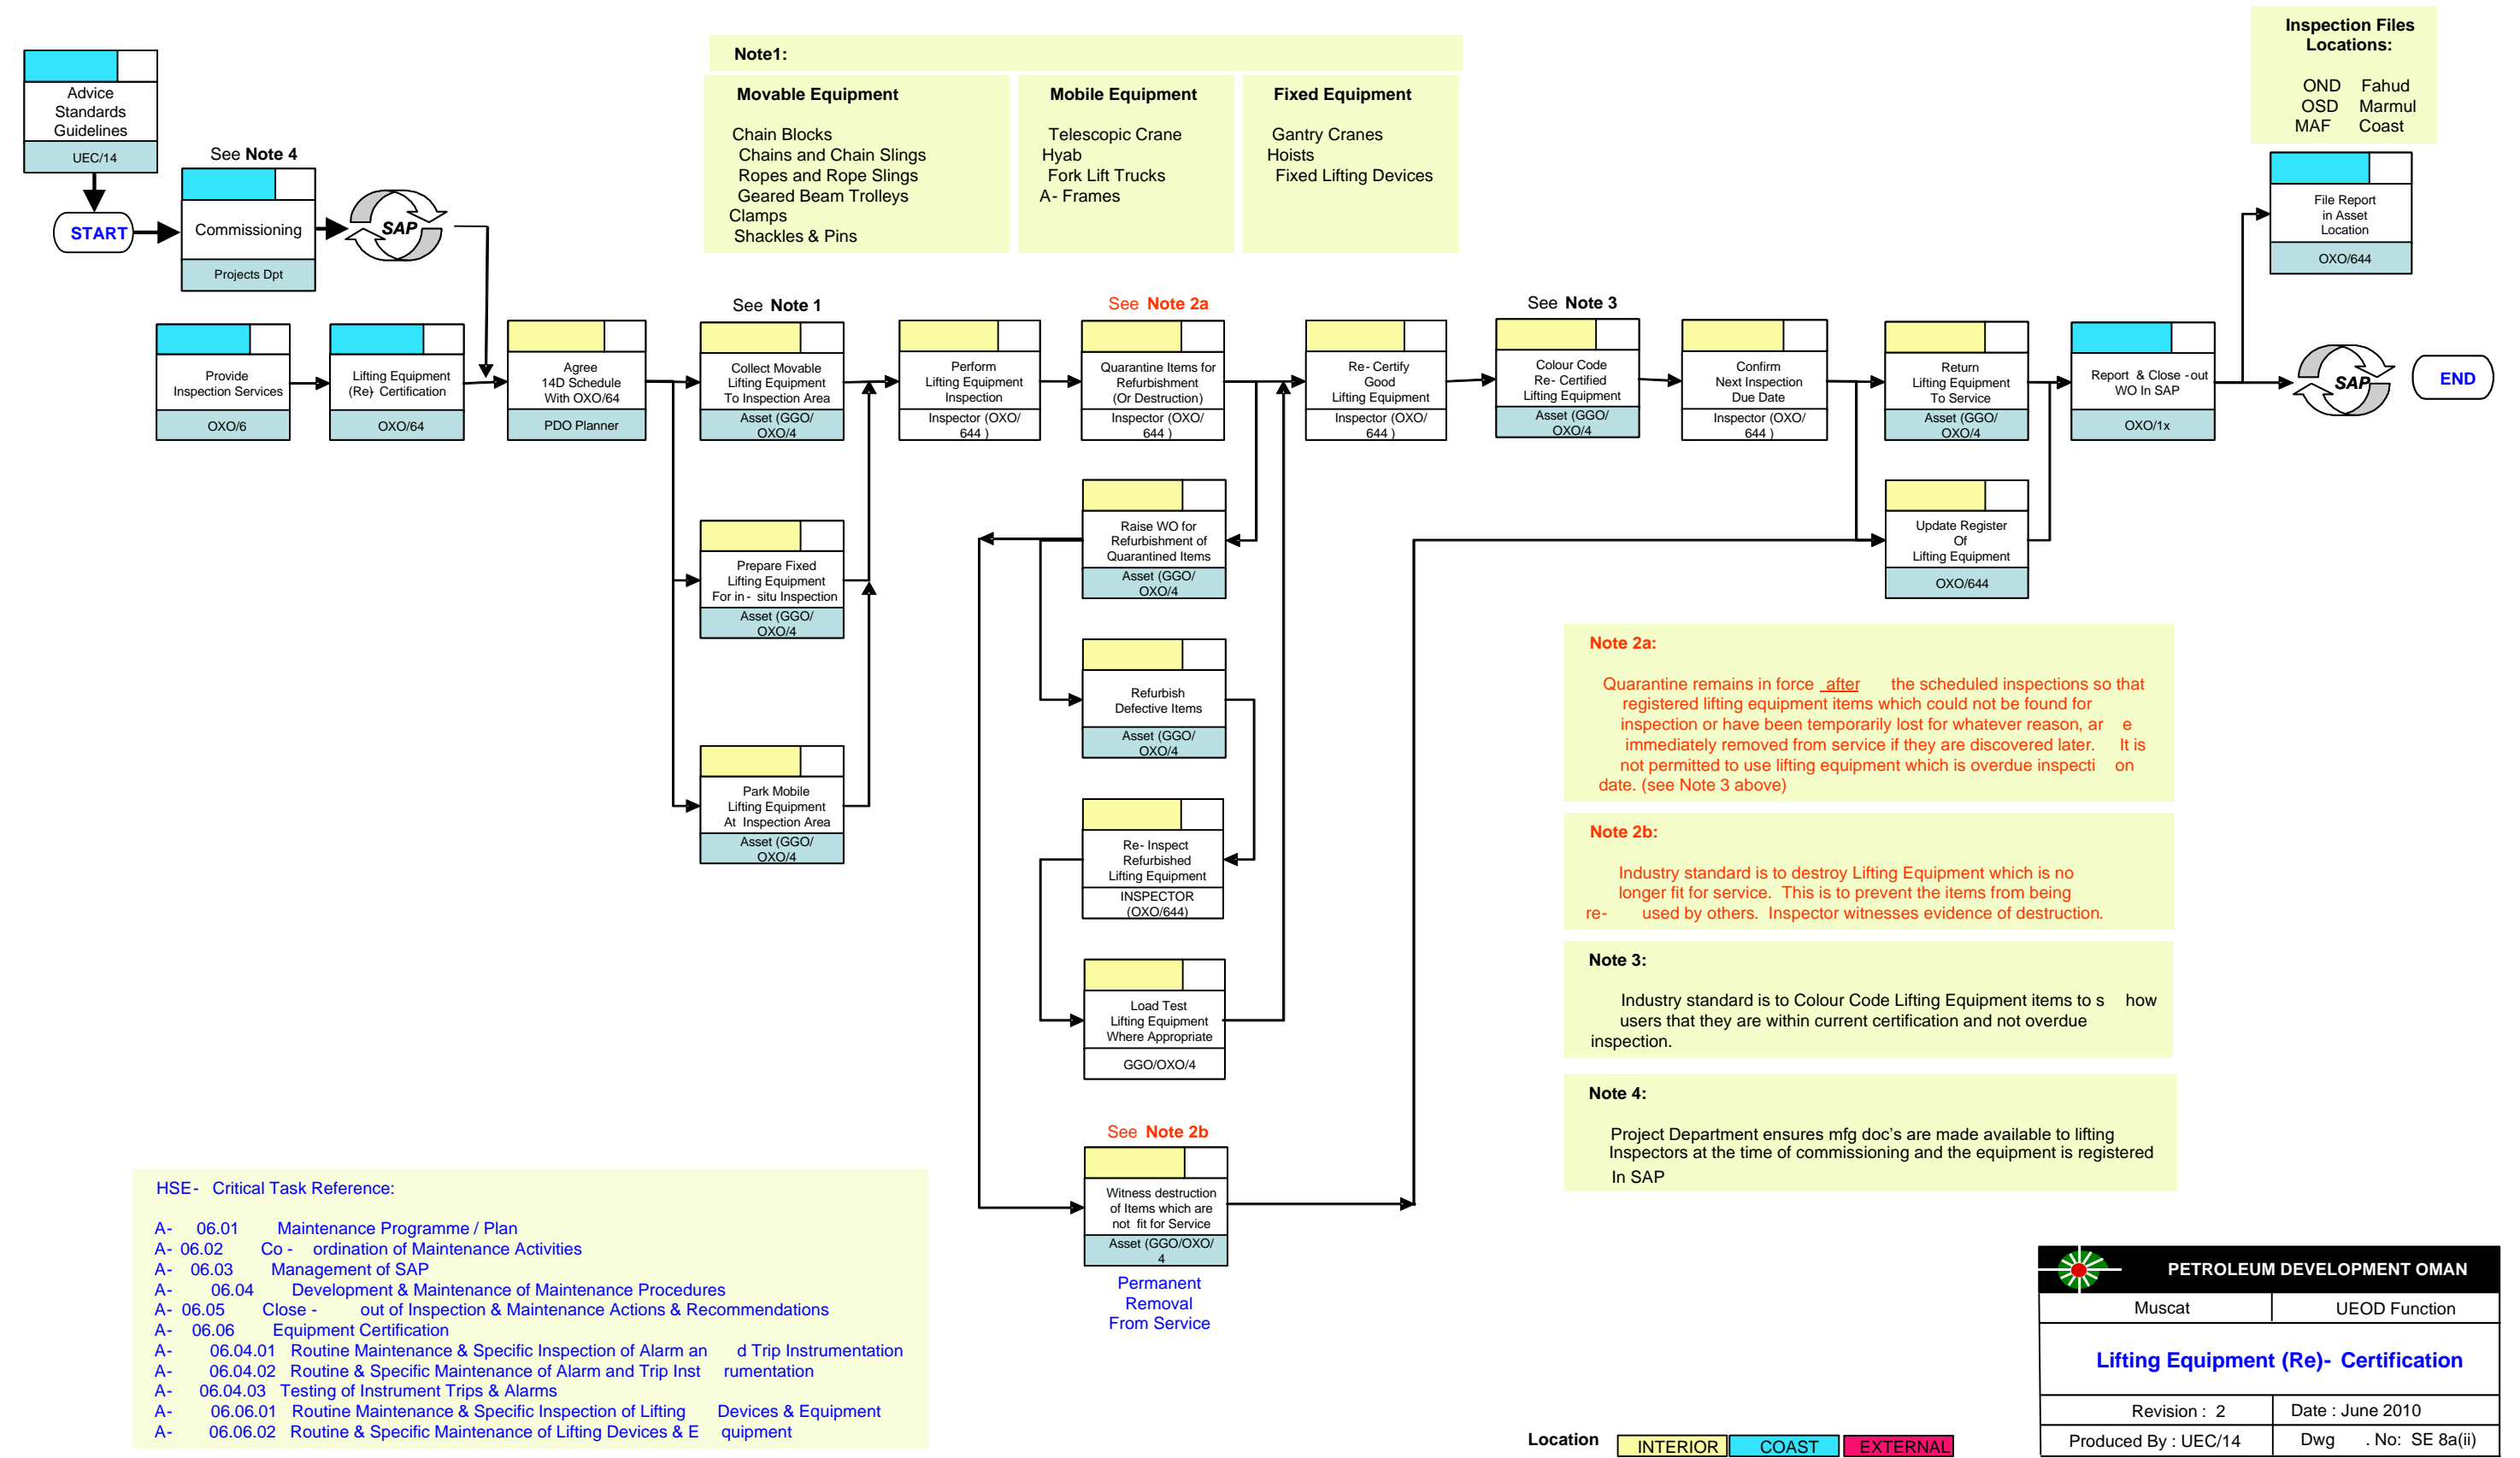 Inspection Files
Locations:
OND Fahud
OSD Marmul
MAF Coast
Advice
Standards
Guidelines
UEC/14
START
See Note 4
Commissioning
Projects Dpt
SAP
Note1:
Movable Equipment
Chain Blocks
Chains and Chain Slings
Ropes and Rope Slings
Geared Beam Trolleys
Clamps
Shackles & Pins
Mobile Equipment
Telescopic Crane
Hyab
Fork Lift Trucks
A- Frames
Fixed Equipment
Gantry Cranes
Hoists
Fixed Lifting Devices
File Report
in Asset
Location
OXO/644
Provide
Inspection Services
OXO/6
Lifting Equipment
(Re)- Certification
OXO/64
Agree
14D Schedule
With OXO/64
PDO Planner
See Note 1
Collect Movable
Lifting Equipment
To Inspection Area
Asset (GGO/
OXO/4
Perform
Lifting Equipment
Inspection
Inspector (OXO/
644 )
See Note 2a
Quarantine Items for
Refurbishment
(Or Destruction)
Inspector (OXO/
644 )
Re- Certify
Good
Lifting Equipment
Inspector (OXO/
644 )
See Note 3
Colour Code
Re- Certified
Lifting Equipment
Asset (GGO/
OXO/4
Confirm
Next Inspection
Due Date
Inspector (OXO/
644 )
Return
Lifting Equipment
To Service
Asset (GGO/
OXO/4
Report & Close -out
WO In SAP
OXO/1x
SAP
END
Prepare Fixed
Lifting Equipment
For in- situ Inspection
Asset (GGO/
OXO/4
Park Mobile
Lifting Equipment
At Inspection Area
Asset (GGO/
OXO/4
Raise WO for
Refurbishment of
Quarantined Items
Asset (GGO/
OXO/4
Refurbish
Defective Items
Asset (GGO/
OXO/4
Re- Inspect
Refurbished
Lifting Equipment
INSPECTOR
(OXO/644)
Load Test
Lifting Equipment
Where Appropriate
GGO/OXO/4
See Note 2b
Witness destruction
of Items which are
not fit for Service
Asset (GGO/OXO/
4
Permanent
Removal
From Service
Update Register
Of
Lifting Equipment
OXO/644
Note 2a:
Quarantine remains in force after the scheduled inspections so that
registered lifting equipment items which could not be found for
inspection or have been temporarily lost for whatever reason, ar e
immediately removed from service if they are discovered later. It is
not permitted to use lifting equipment which is overdue inspecti on
date. (see Note 3 above)
Note 2b:
Industry standard is to destroy Lifting Equipment which is no
longer fit for service. This is to prevent the items from being
re- used by others. Inspector witnesses evidence of destruction.
Note 3:
Industry standard is to Colour Code Lifting Equipment items to s how
users that they are within current certification and not overdue
inspection.
Note 4:
Project Department ensures mfg doc's are made available to lifting
Inspectors at the time of commissioning and the equipment is registered
In SAP
HSE- Critical Task Reference:
A- 06.01 Maintenance Programme / Plan
A- 06.02 Co - ordination of Maintenance Activities
A- 06.03 Management of SAP
A- 06.04 Development & Maintenance of Maintenance Procedures
A- 06.05 Close - out of Inspection & Maintenance Actions & Recommendations
A- 06.06 Equipment Certification
A- 06.04.01 Routine Maintenance & Specific Inspection of Alarm an d Trip Instrumentation
A- 06.04.02 Routine & Specific Maintenance of Alarm and Trip Inst rumentation
A- 06.04.03 Testing of Instrument Trips & Alarms
A- 06.06.01 Routine Maintenance & Specific Inspection of Lifting Devices & Equipment
A- 06.06.02 Routine & Specific Maintenance of Lifting Devices & E quipment
Location INTERIOR COAST EXTERNAL
PETROLEUM DEVELOPMENT OMAN
Muscat UEOD Function
Lifting Equipment (Re)- Certification
Revision : 2 Date : June 2010
Produced By : UEC/14 Dwg . No: SE 8a(ii)